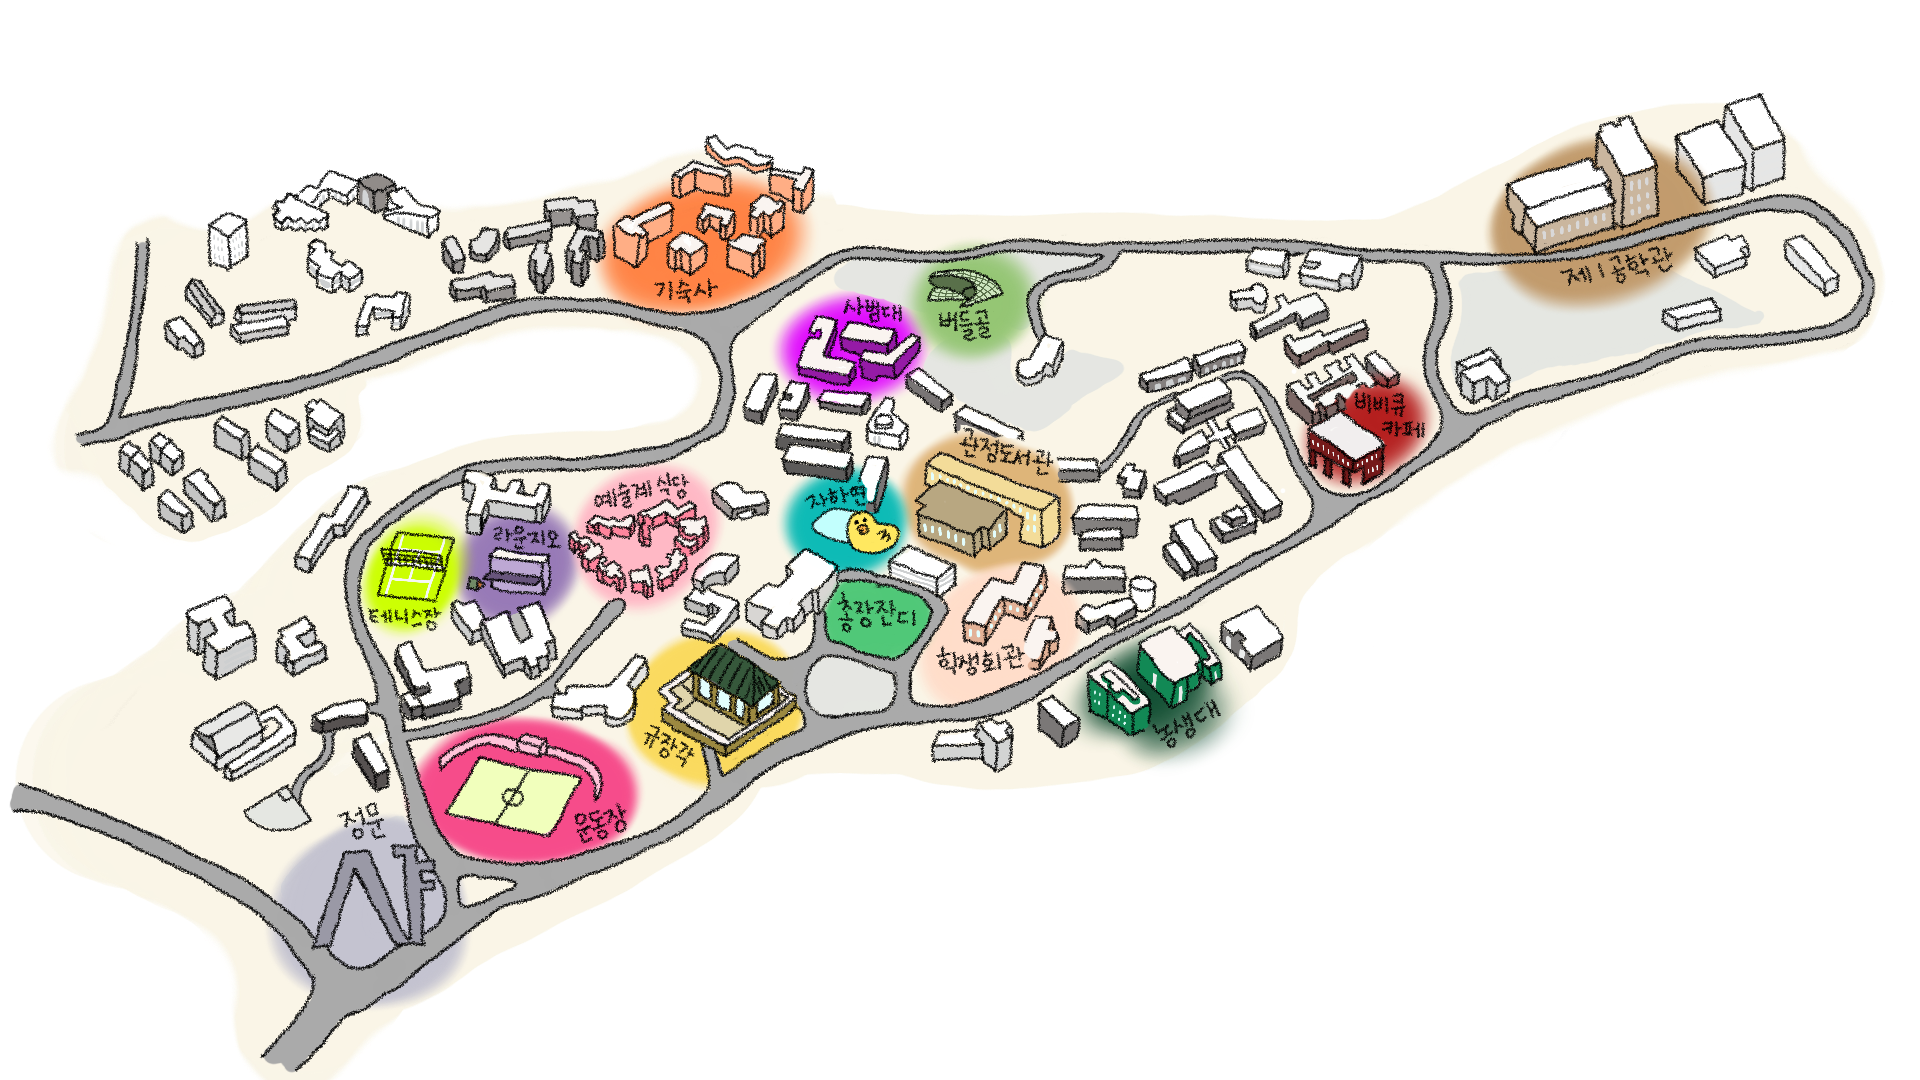 기숙사
사범대
버들골
제1공학관
비비큐
카페
관정도서관
자하연
예술계 식당
라운지오
테니스장
총장잔디
학생회관
규장각
농생대
운동장
정문